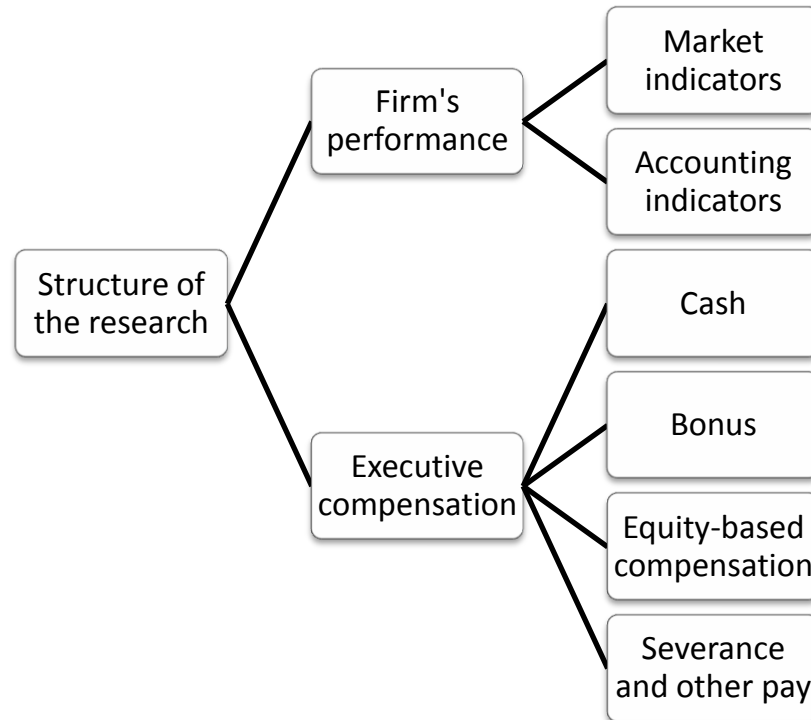 Structure of
the research
Firm's
performance
Market
indicators
Accounting
indicators
Executive
compensation
Cash
Bonus
Equity-based
compensation
Severance
and other pay